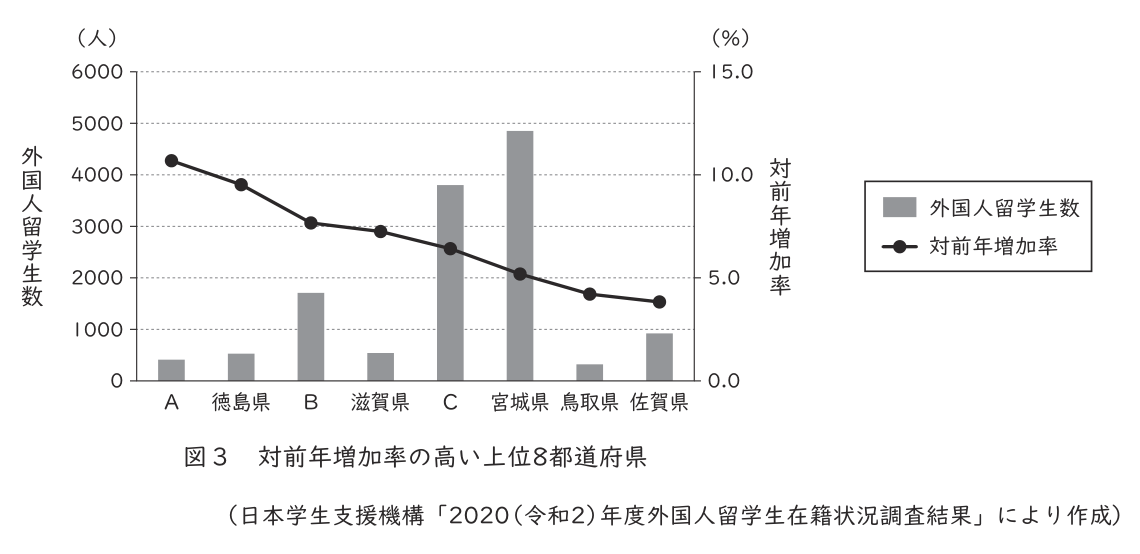 (人)
(%)
6000
5000
4000
3000
2000
1000
0
外国人留学生数
15.0
10.0
5.0
0.0
対前年増加率
外国人留学生数
対前年増加率
A 徳島県 B 滋賀県 C 宮城県 鳥取県 佐賀県
図3 対前年増加率の高い上位8都道府県
(日本学生支援機構「2020(令和2)年度外国人留学生在籍状況調査結果」により作成)